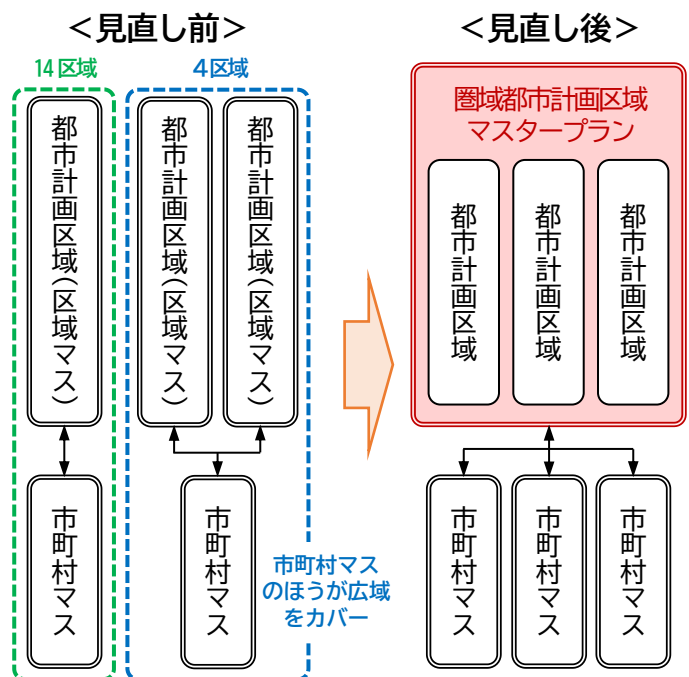 ＜見直し前＞
14区域
4区域
都市計画区域（区域マス）
都市計画区域（区域マス）
都市計画区域（区域マス）
市町村マス
市町村マス
市町村マス
のほうが広域
をカバー
＜見直し後＞
圏域都市計画区域
マスタープラン
都市計画区域
都市計画区域
都市計画区域
市町村マス
市町村マス
市町村マス